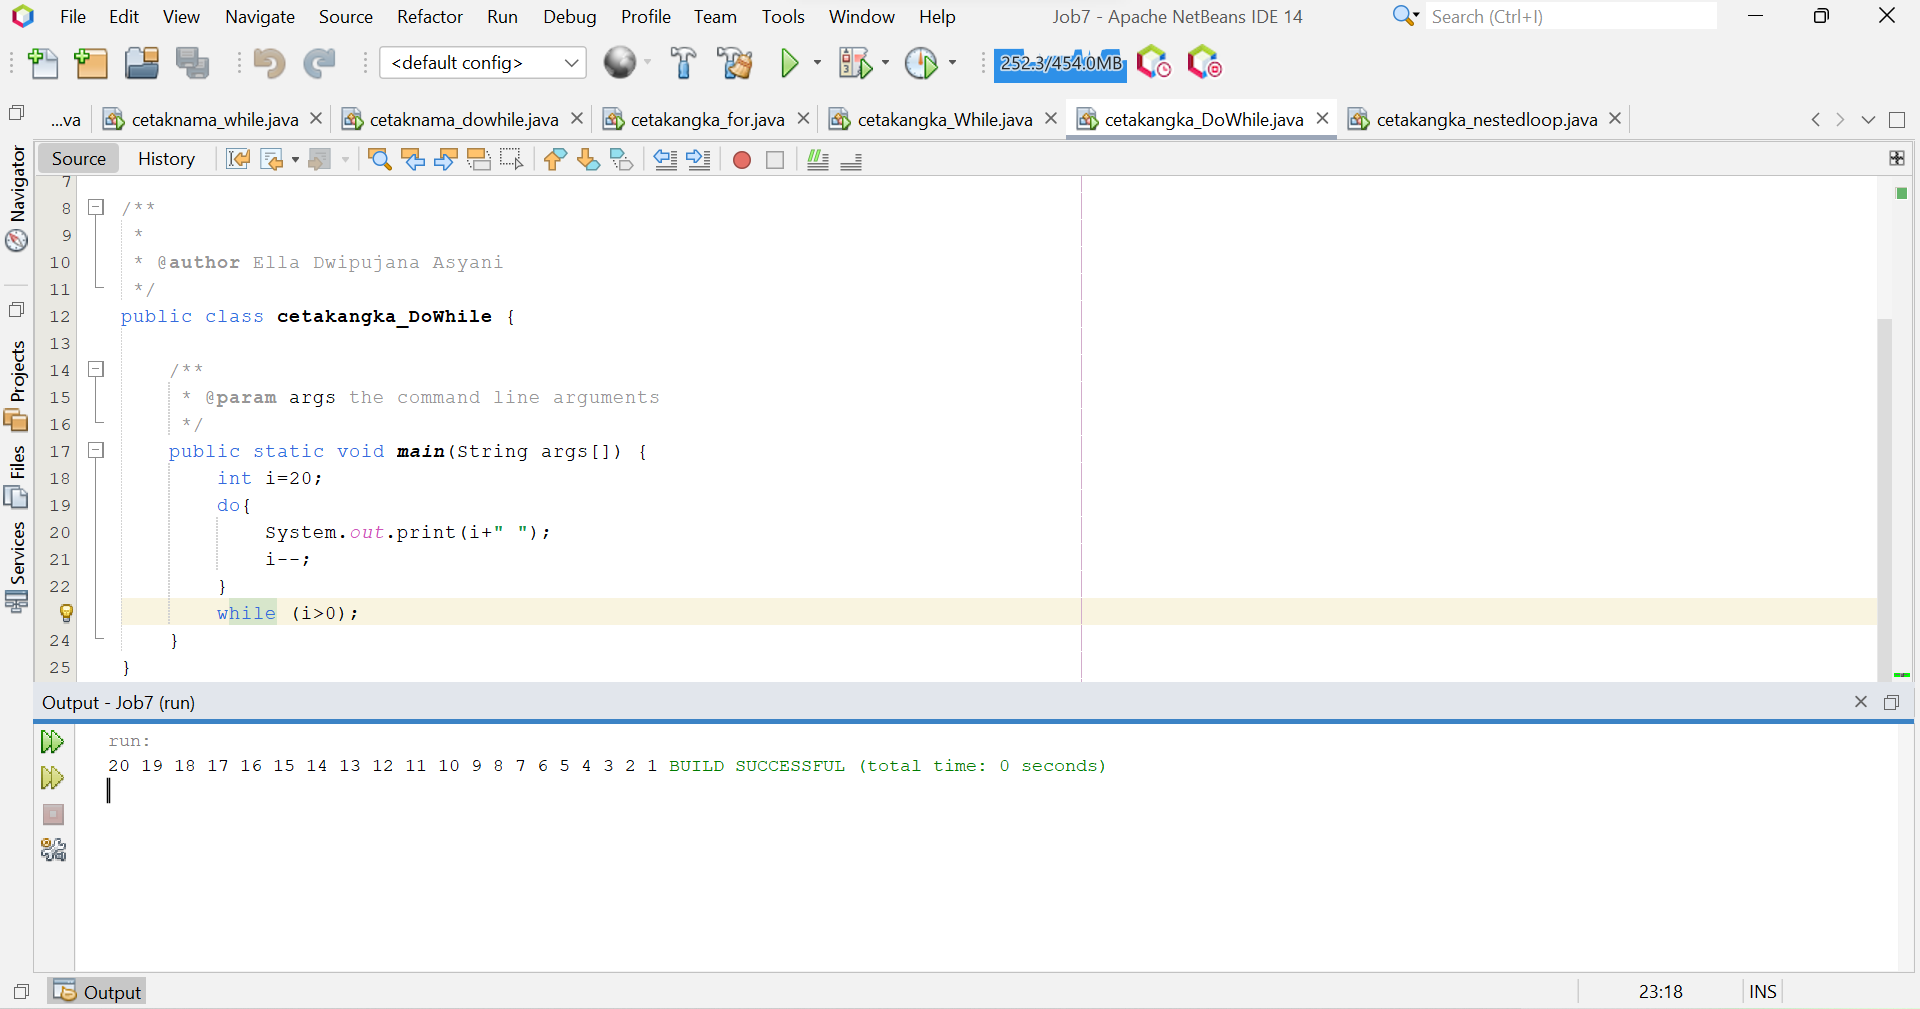 File Edit View Navigate Source Refactor Run Debug Profile Team Tools Window Help Job7 - Apache NetBeans IDE 14 Search (Ctrl+I)
<default config> 252.3/454.0MB
...va cetaknama_while.java cetaknama_dowhile.java cetakangka_for.java cetakangka_While.java cetakangka_DoWhile.java cetakangka_nestedloop.java
Source History
Navigator
Projects
Files
Services
7
8 /**
9 *
10 * @author Ella Dwipujana Asyani
11 */
12 public class cetakangka_DoWhile {
13
14 /**
15 * @param args the command line arguments
16 */
17 public static void main(String args[]) {
18 int i=20;
19 do{
20 System.out.print(i+" ");
21 i--;
22 }
while (i>0);
24 }
25 }
Output - Job7 (run)
run:
20 19 18 17 16 15 14 13 12 11 10 9 8 7 6 5 4 3 2 1 BUILD SUCCESSFUL (total time: 0 seconds)
Output 23:18 INS